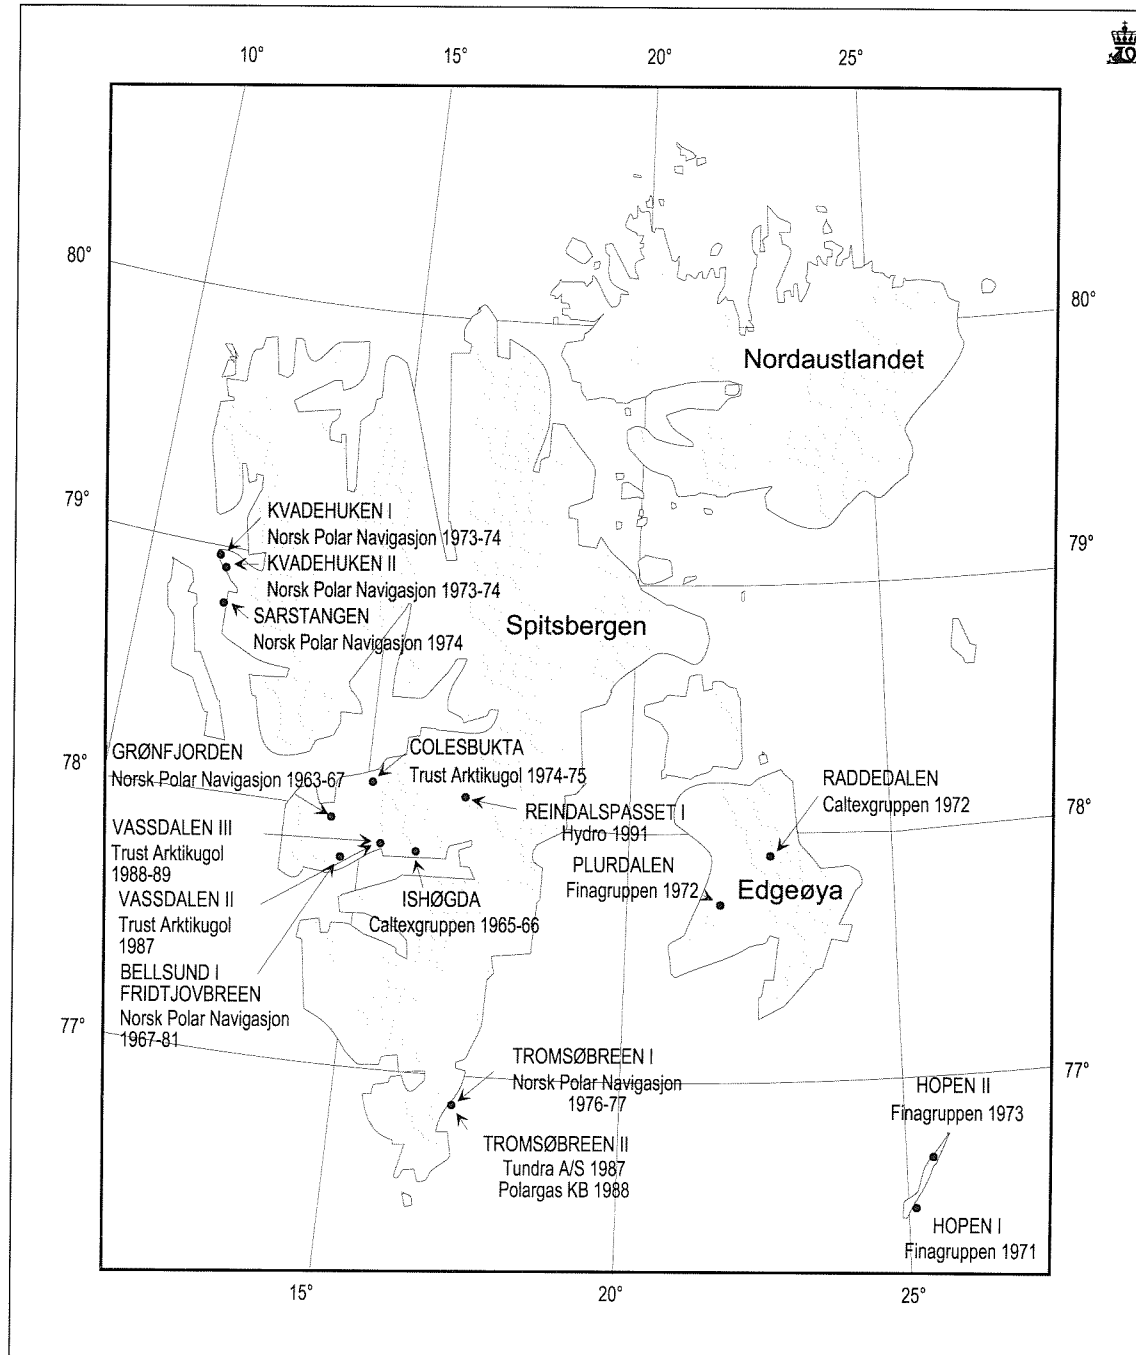 10°
15°
20°
25°
80°
80°
Nordaustlandet
79°
79°
KVADEHUKEN I
Norsk Polar Navigasjon 1973-74
KVADEHUKEN II
Norsk Polar Navigasjon 1973-74
SARSTANGEN
Norsk Polar Navigasjon 1974
Spitsbergen
78°
78°
GRØNFJORDEN
Norsk Polar Navigasjon 1963-67
COLESBUKTA
Trust Arktikugol 1974-75
REINDALSPASSET I
Hydro 1991
RADDEDALEN
Caltexgruppen 1972
VASSDALEN III
Trust Arktikugol
1988-89
PLURDALEN
Finagruppen 1972
Edgeøya
VASSDALEN II
Trust Arktikugol
1987
ISHØGDA
Caltexgruppen 1965-66
BELLSUND I
FRIDTJOVBREEN
Norsk Polar Navigasjon
1967-81
77°
77°
TROMSØBREEN I
Norsk Polar Navigasjon
1976-77
TROMSØBREEN II
Tundra A/S 1987
Polargas KB 1988
HOPEN II
Finagruppen 1973
HOPEN I
Finagruppen 1971
15°
20°
25°